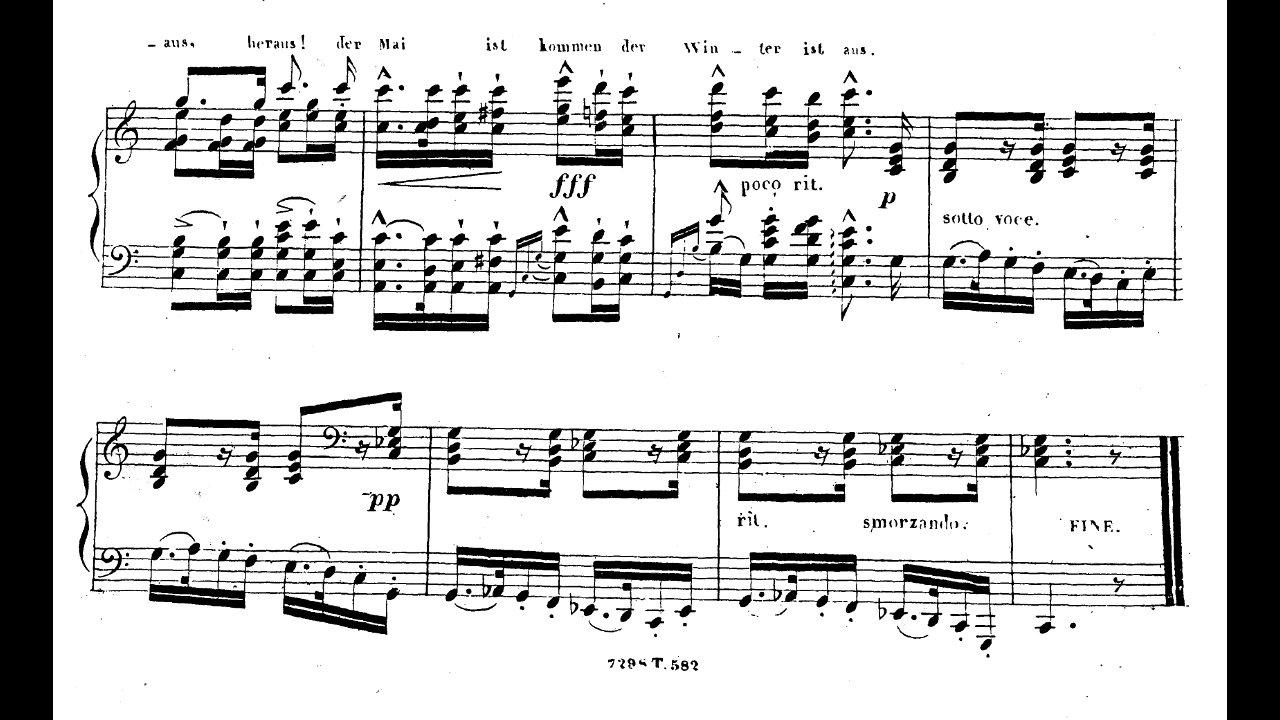 - aus, heraus! der Mai ist kommen der Win - ter ist aus.
fff poco rit. p
sotto voce.
pp
rit. smorzando. FINE.
7298 T. 582